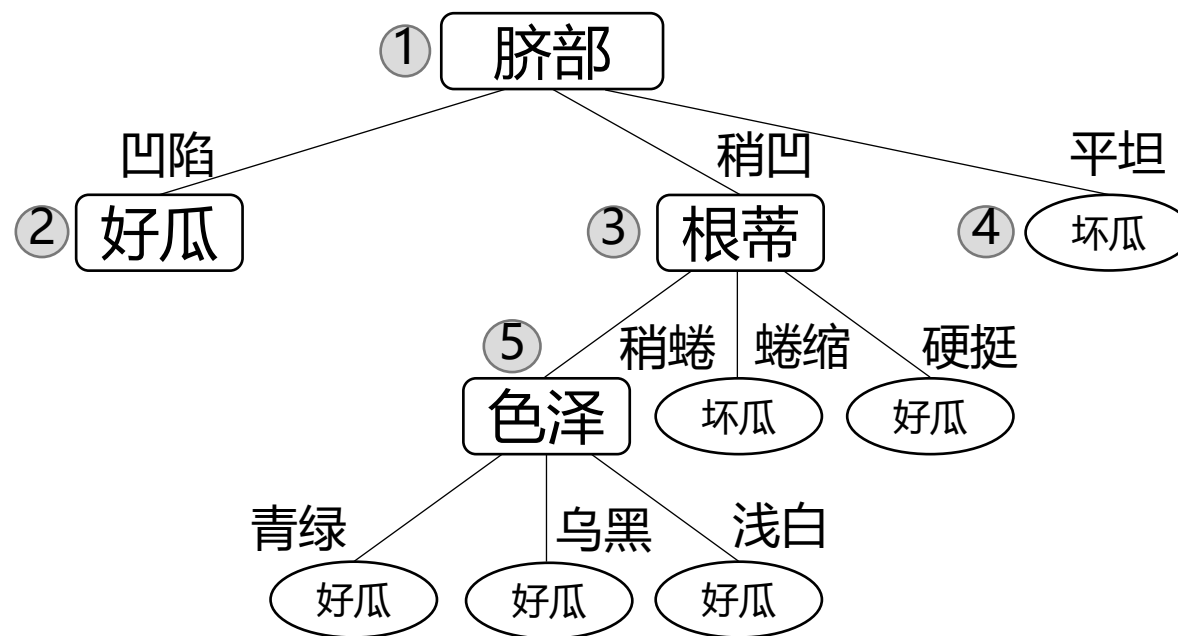 1 脐部
凹陷 稍凹 平坦
2 好瓜 3 根蒂 4 坏瓜
5 稍蜷 蜷缩 硬挺
色泽 坏瓜 好瓜
青绿 乌黑 浅白
好瓜 好瓜 好瓜